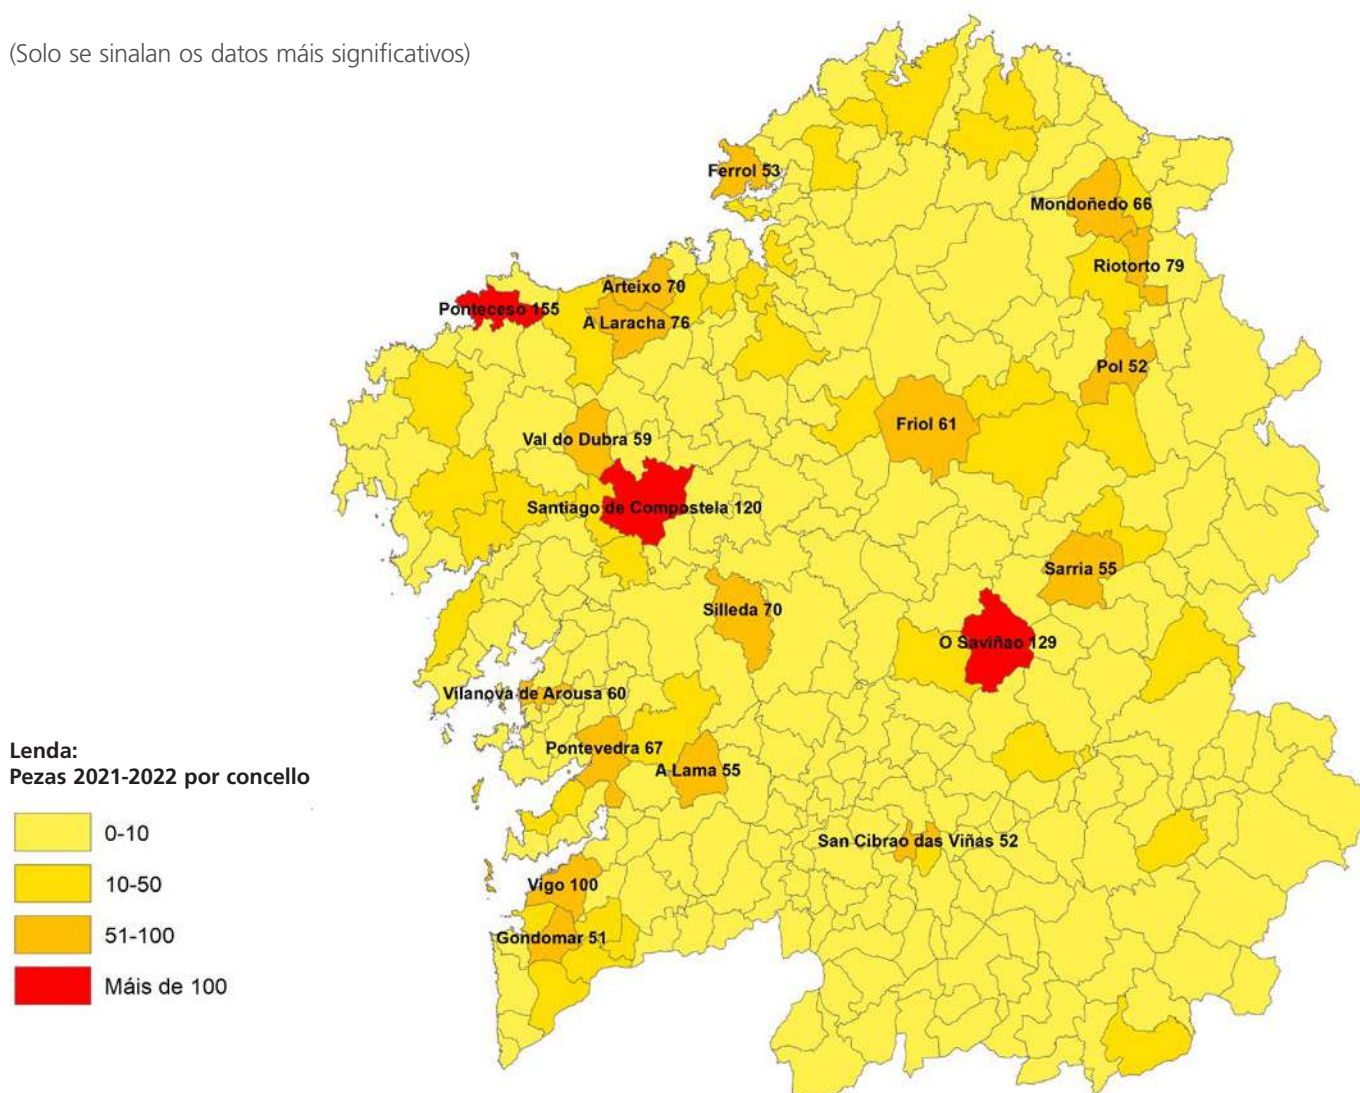 (Solo se sinalan os datos máis significativos)
Ferrol 53
Mondoñedo 66
Riotorto 79
Arteixo 70
Ponteceso 155
A Laracha 76
Pol 52
Friol 61
Val do Dubra 59
Santiago de Compostela 120
Sarria 55
Silleda 70
O Saviñao 129
Vilanova de Arousa 60
Pontevedra 67
A Lama 55
San Cibrao das Viñas 52
Vigo 100
Gondomar 51
Lenda:
Pezas 2021-2022 por concello
0-10
10-50
51-100
Máis de 100